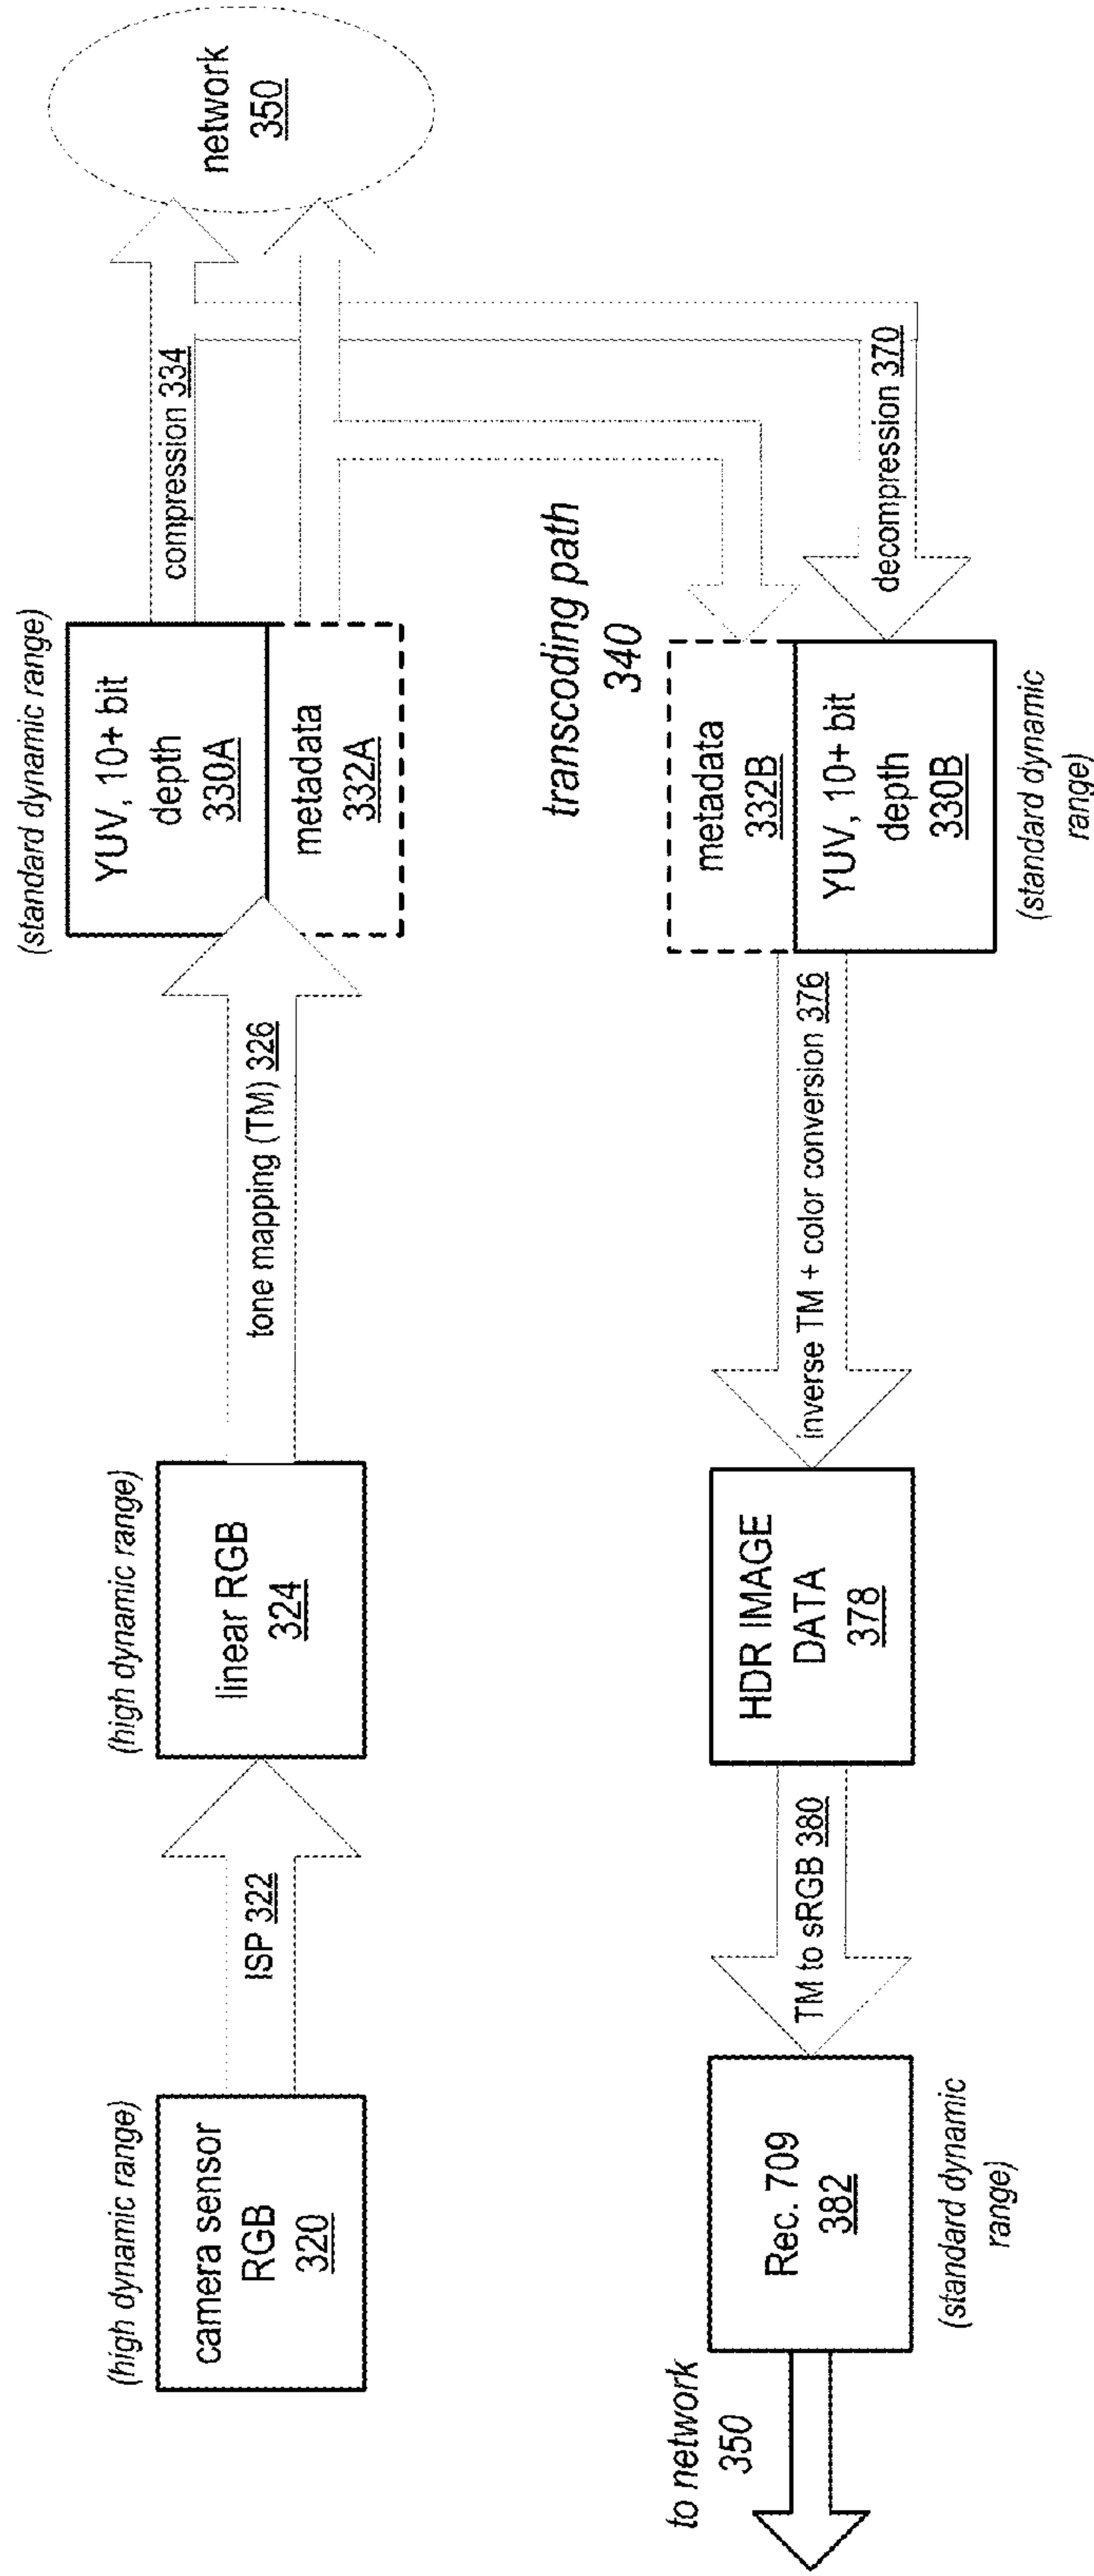 (high dynamic range)
camera sensor
RGB
320
ISP 322
(high dynamic range)
linear RGB
324
tone mapping (TM) 326
(standard dynamic range)
YUV, 10+ bit
depth
330A
metadata
332A
compression 334
network
350
transcoding path
340
decompression 370
metadata
332B
YUV, 10+ bit
depth
330B
(standard dynamic
range)
inverse TM + color conversion 376
HDR IMAGE
DATA
378
TM to sRGB 380
Rec. 709
382
(standard dynamic
range)
to network
350